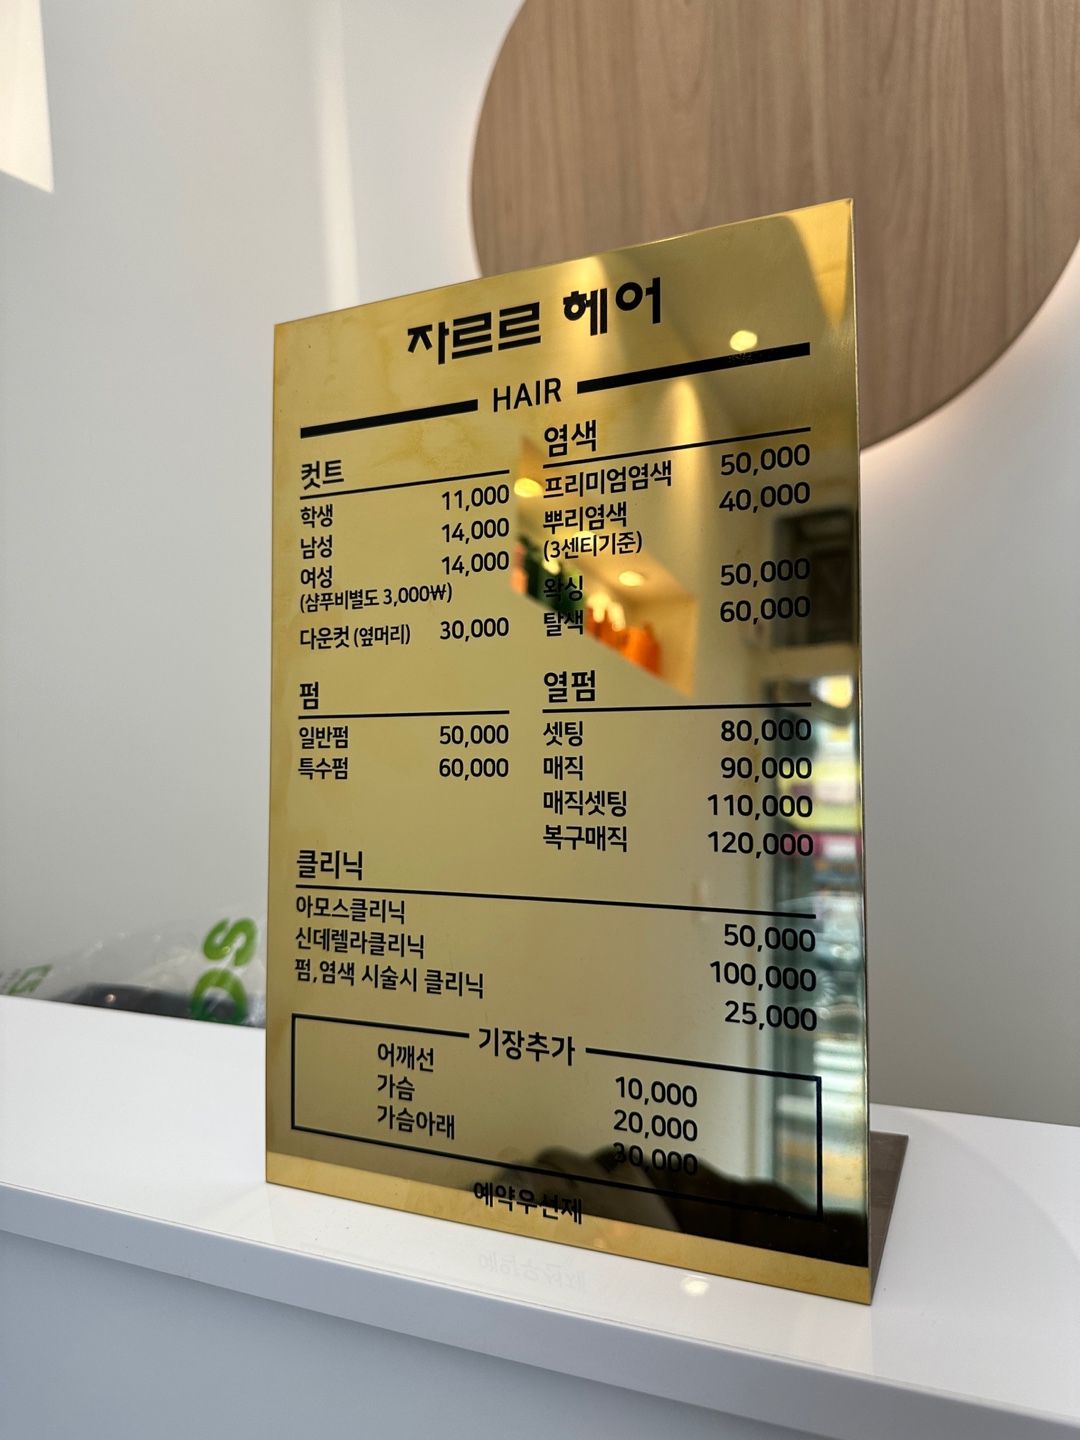 자르르 헤어
HAIR
컷트
학생 11,000
남성 14,000
여성 14,000
(샴푸비별도 3,000₩)
다운컷 (옆머리) 30,000
염색
프리미엄염색 50,000
뿌리염색 40,000
(3센티기준)
왁싱 50,000
탈색 60,000
펌
일반펌 50,000
특수펌 60,000
열펌
셋팅 80,000
매직 90,000
매직셋팅 110,000
복구매직 120,000
클리닉
아모스클리닉 50,000
신데렐라클리닉 100,000
펌,염색 시술시 클리닉 25,000
기장추가
어깨선 10,000
가슴 20,000
가슴아래 30,000
예약우선제